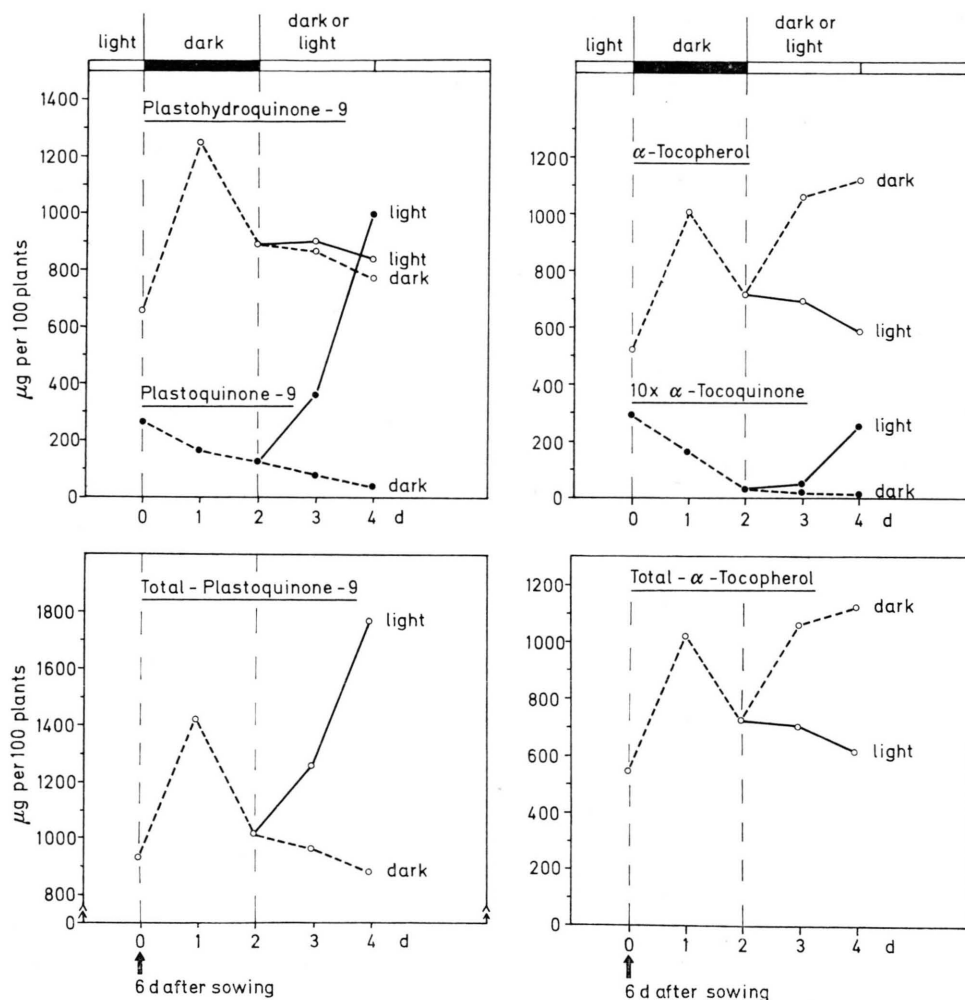 light dark dark or light
μg per 100 plants
1400
1200
1000
800
600
400
200
0
Plastohydroquinone - 9
light
light
dark
Plastoquinone - 9
dark
0 1 2 3 4 d
light dark dark or light
1200
1000
800
600
400
200
0
α-Tocopherol
dark
light
10x α-Tocoquinone
light
dark
0 1 2 3 4 d
μg per 100 plants
1800
1600
1400
1200
1000
800
0
Total - Plastoquinone - 9
light
dark
0 1 2 3 4 d
6 d after sowing
1200
1000
800
600
400
200
0
Total - α - Tocopherol
dark
light
0 1 2 3 4 d
6 d after sowing